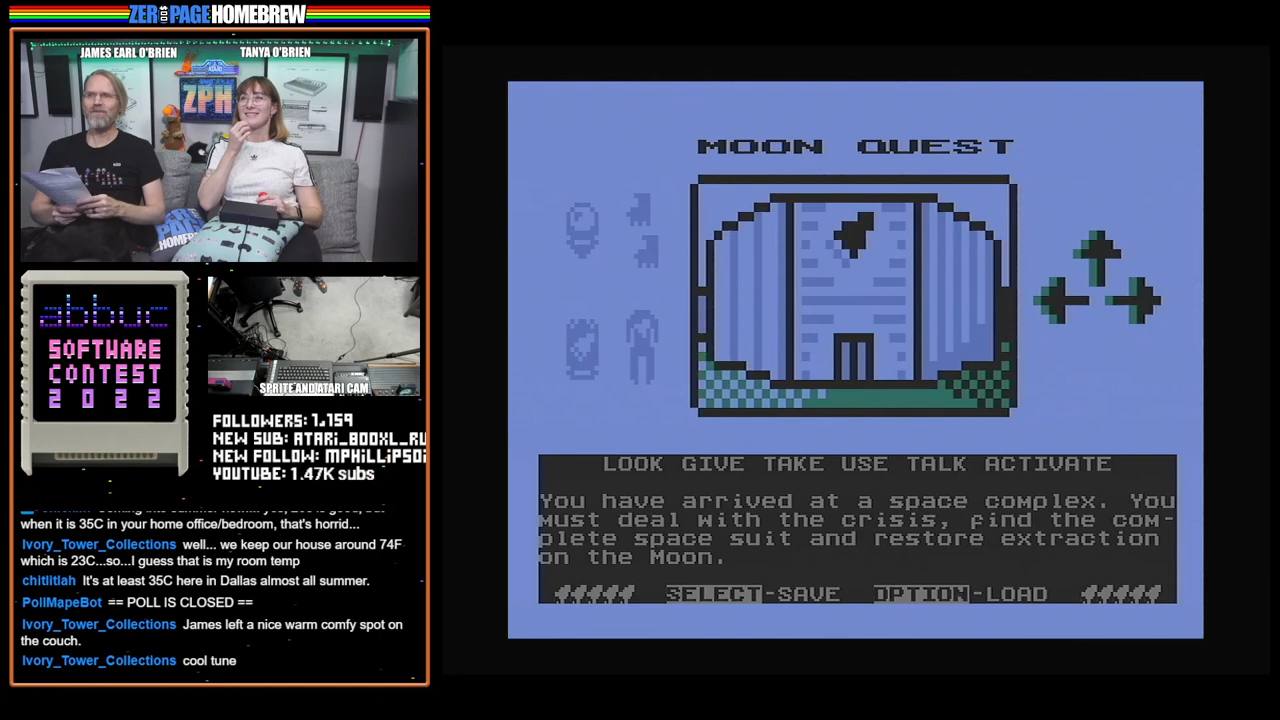 ZERO PAGE HOMEBREW
JAMES EARL O'BRIEN
TANYA O'BRIEN
ATARI
ZPH
MOON QUEST
abbuc
SOFTWARE
CONTEST
2022
SPRITE AND ATARI CAM
FOLLOWERS: 1,159
NEW SUB: ATARI_800XL_RU
NEW FOLLOW: MPHILLIPSO
YOUTUBE: 1.47K subs
when it is 35C in your home office/bedroom, that's horrid...
Ivory_Tower_Collections well... we keep our house around 74F
which is 23C...so...I guess that is my room temp
chitlitlah It's at least 35C here in Dallas almost all summer.
PollMapeBot == POLL IS CLOSED ==
Ivory_Tower_Collections James left a nice warm comfy spot on
the couch.
Ivory_Tower_Collections cool tune
LOOK GIVE TAKE USE TALK ACTIVATE
You have arrived at a space complex. You
must deal with the crisis, find the com-
plete space suit and restore extraction
on the Moon.
SELECT-SAVE OPTION-LOAD